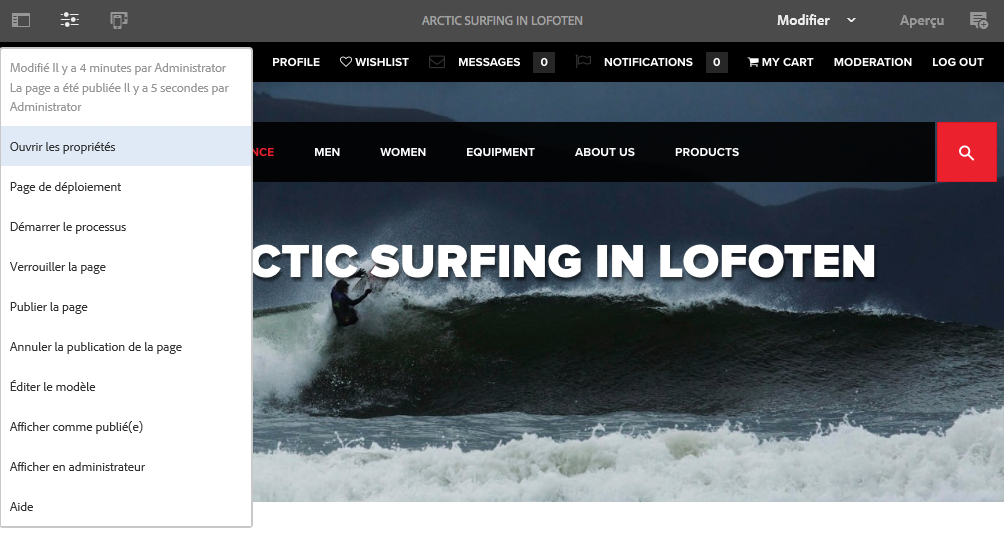 ARCTIC SURFING IN LOFOTEN
Modifier
Aperçu
PROFILE
WISHLIST
MESSAGES 0
NOTIFICATIONS 0
MY CART
MODERATION
LOG OUT
Modifié Il y a 4 minutes par Administrator
La page a été publiée Il y a 5 secondes par
Administrator
Ouvrir les propriétés
Page de déploiement
Démarrer le processus
Verrouiller la page
Publier la page
Annuler la publication de la page
Éditer le modèle
Afficher comme publié(e)
Afficher en administrateur
Aide
NCE
MEN
WOMEN
EQUIPMENT
ABOUT US
PRODUCTS
CTIC SURFING IN LOFOTEN